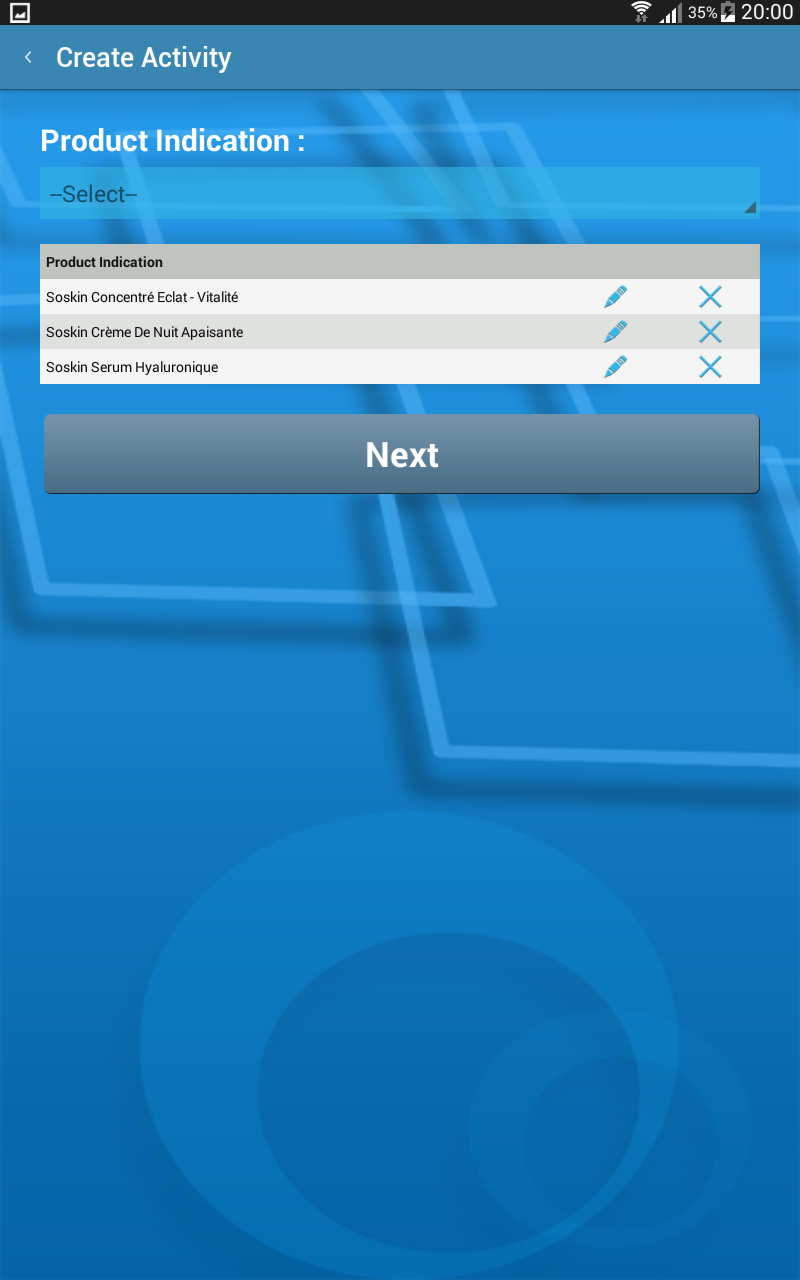 35% 20:00
Create Activity
Product Indication :
--Select--
Product Indication
Soskin Concentré Eclat - Vitalité
Soskin Crème De Nuit Apaisante
Soskin Serum Hyaluronique
Next